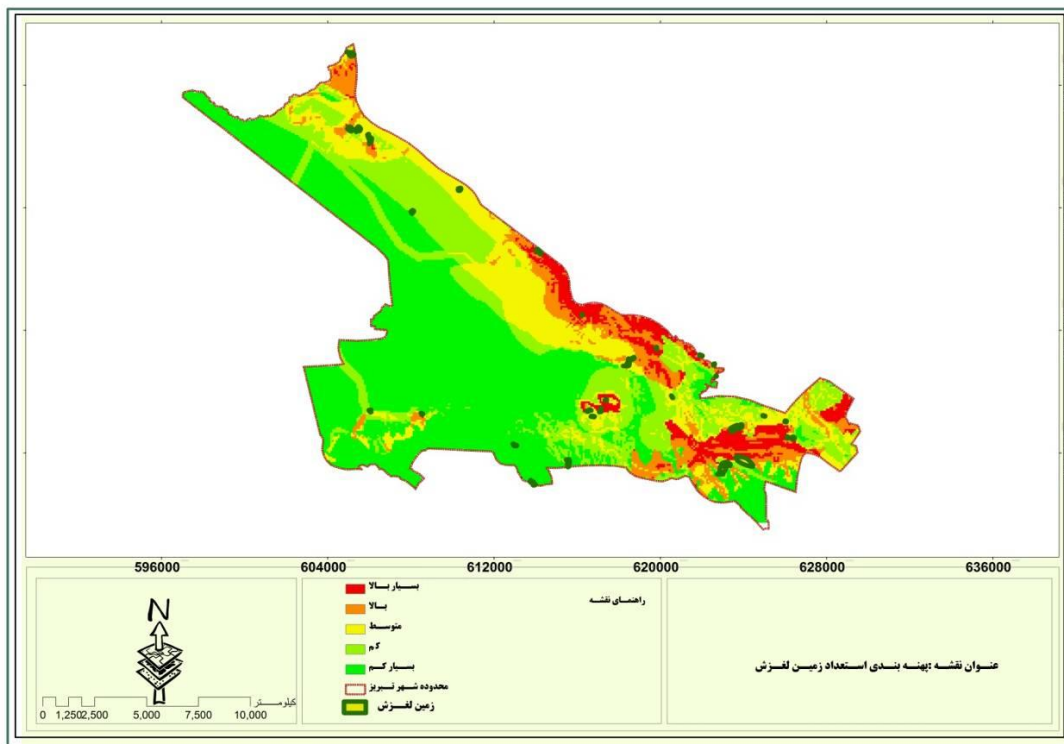 596000 604000 612000 620000 628000 636000
N
کیلومتر
0 1,250 2,500 5,000 7,500 10,000
راهنمای نقشه
بسیار بالا
بالا
متوسط
کم
بسیار کم
محدوده شهر تبریز
زمین لغزش
عنوان نقشه :پهنه بندی استعداد زمین لغزش